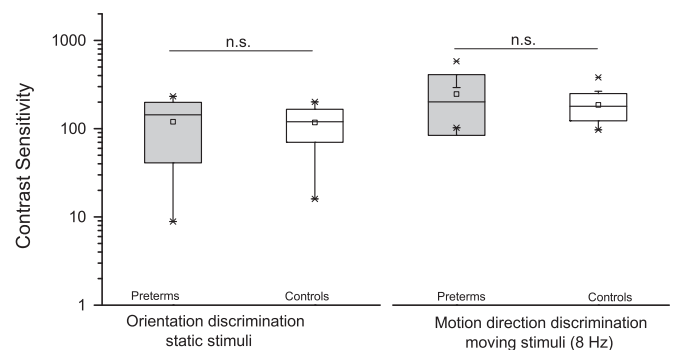 1000
100
10
1
Contrast Sensitivity
n.s.
n.s.
Preterms
Controls
Preterms
Controls
Orientation discrimination
static stimuli
Motion direction discrimination
moving stimuli (8 Hz)